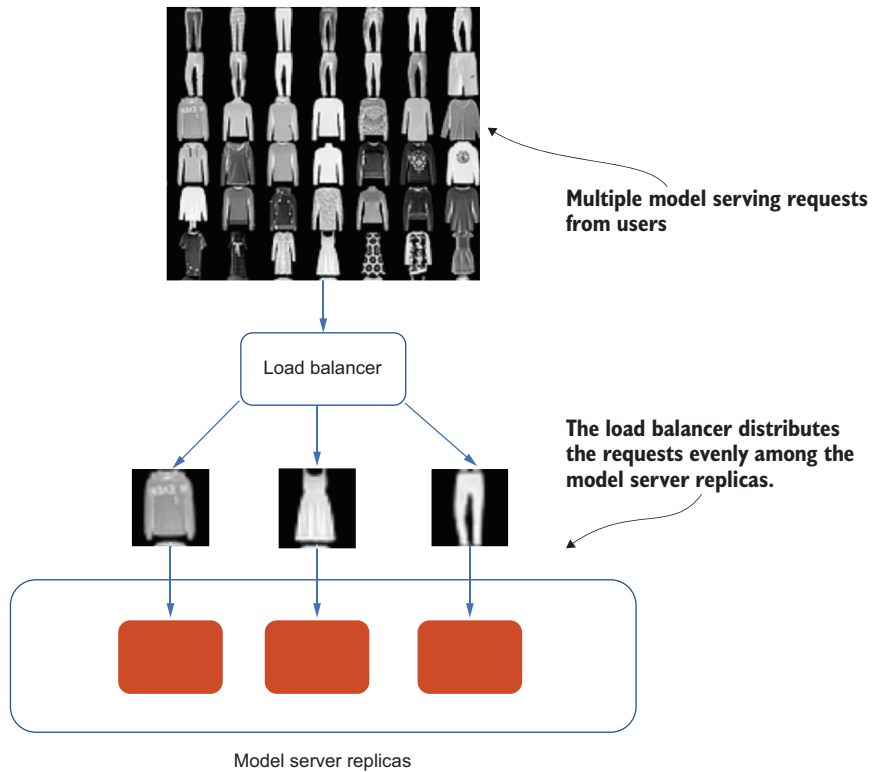 Multiple model serving requests
from users
Load balancer
The load balancer distributes
the requests evenly among the
model server replicas.
Model server replicas